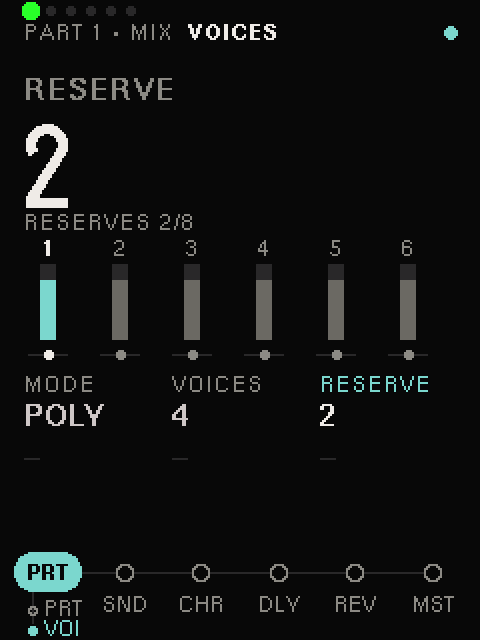 PART 1 · MIX VOICES
RESERVE
2
RESERVES 2/8
1 2 3 4 5 6
MODE VOICES RESERVE
POLY 4 2
PRT SND CHR DLY REV MST
PRT
VOI